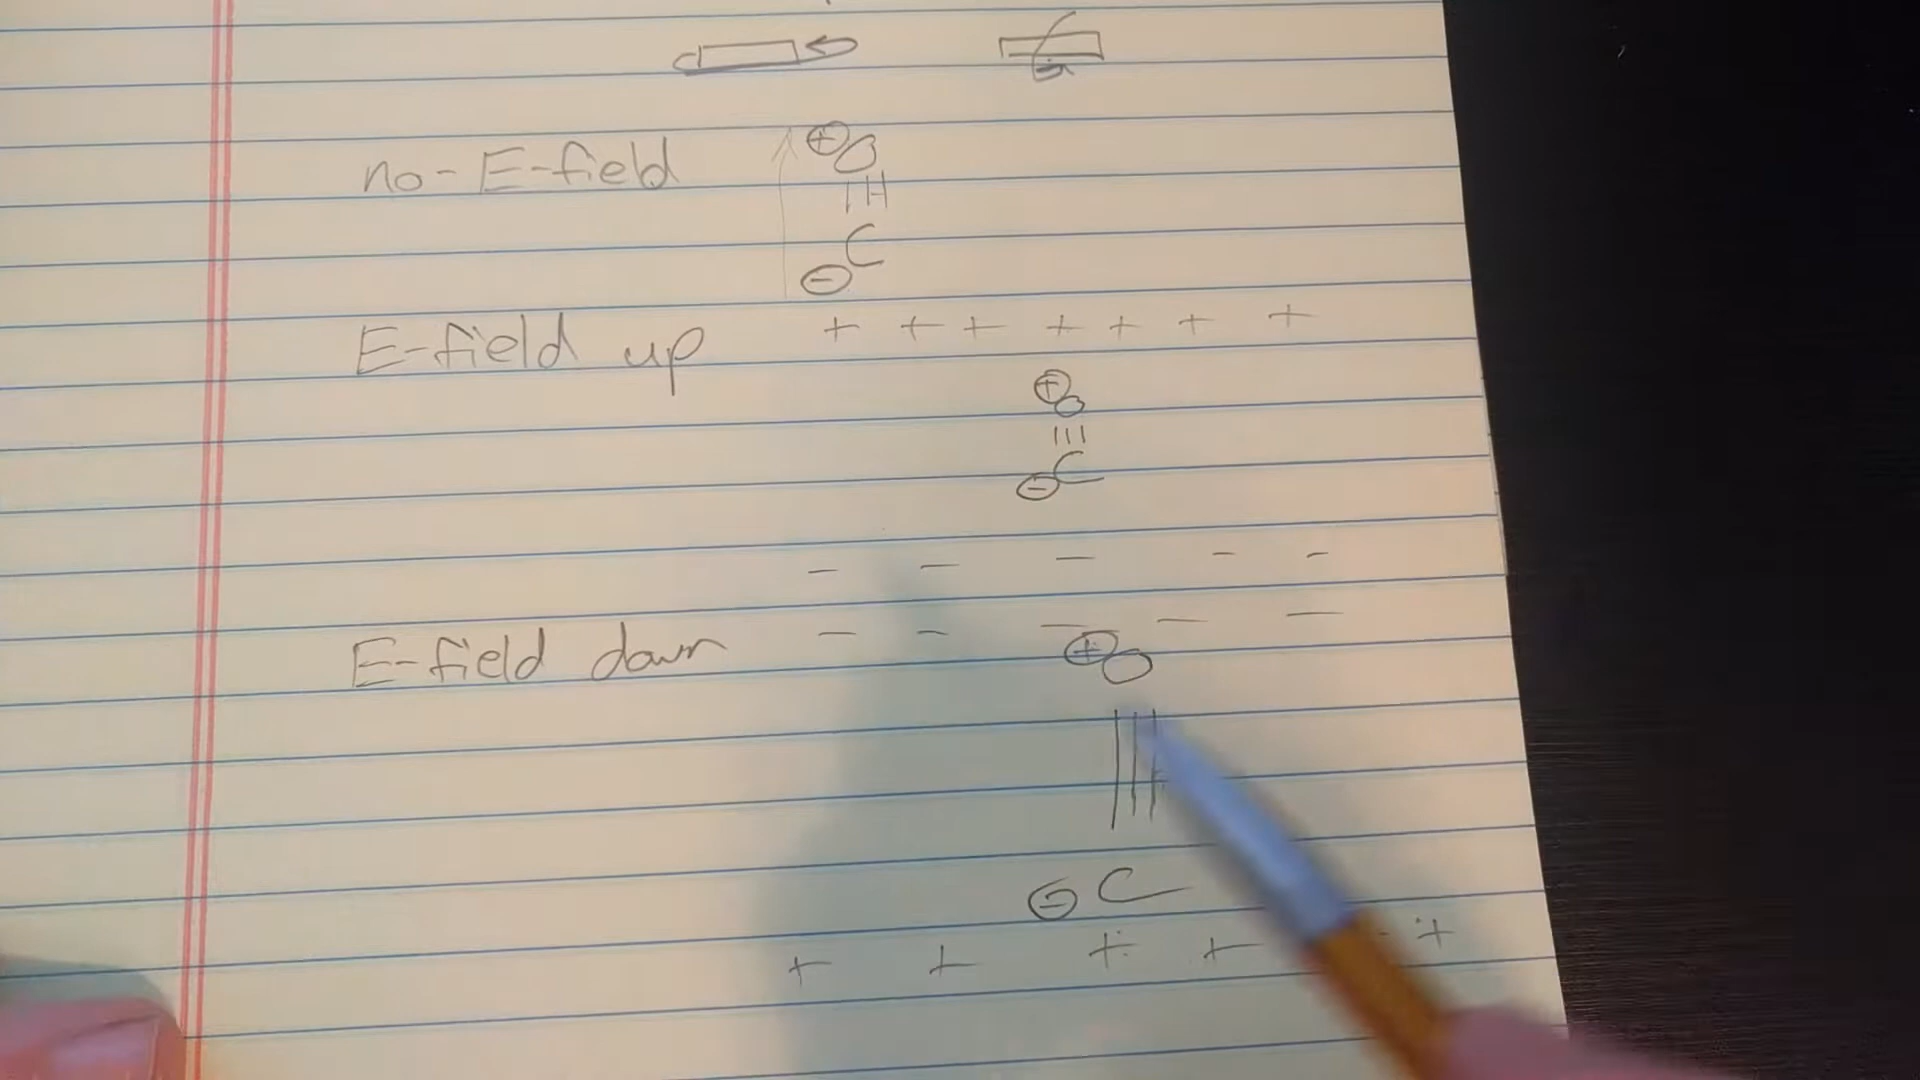 no-E-field
⊕ O
|||
⊖ C
E-field up
+ + + + + + +
⊕ O
|||
⊖ C
- - - - -
E-field down
- - - - -
⊕ O
|||
⊖ C
+ + + + +